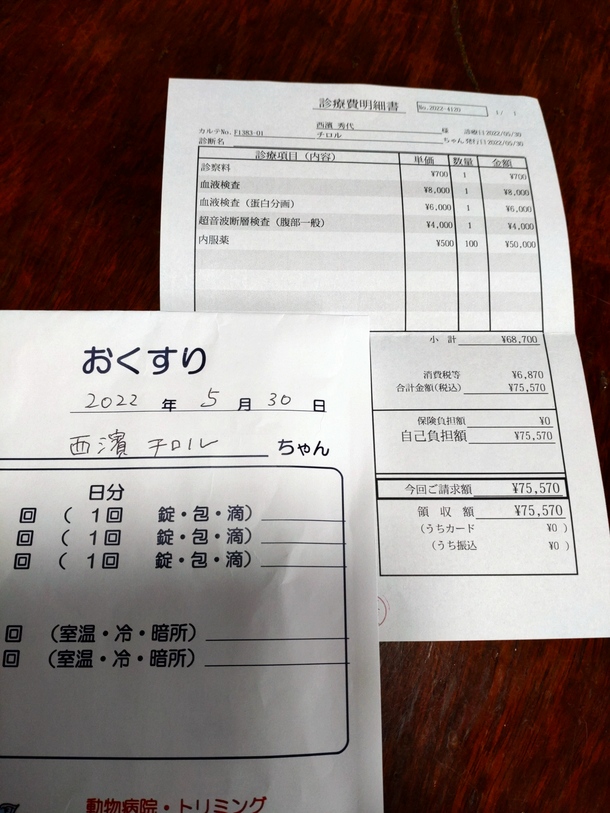 診療費明細書
No.2022-4120
1/ 1
西濱 秀代 様
カルテNo. F1383-01 チロル ちゃん
診療日2022/05/30
発行日2022/05/30
診断名
診療項目(内容) 単価 数量 金額
診察料 ¥700 1 ¥700
血液検査 ¥8,000 1 ¥8,000
血液検査(蛋白分画) ¥6,000 1 ¥6,000
超音波断層検査(腹部一般) ¥4,000 1 ¥4,000
内服薬 ¥500 100 ¥50,000
小 計 ¥68,700
消費税等 ¥6,870
合計金額(税込) ¥75,570
保険負担額 ¥0
自己負担額 ¥75,570
今回ご請求額 ¥75,570
領 収 額 ¥75,570
(うちカード ¥0 )
(うち振込 ¥0 )
おくすり
2022 年 5 月 30 日
西濱 チロル ちゃん
日分
回 ( 1回 錠・包・滴)
回 ( 1回 錠・包・滴)
回 ( 1回 錠・包・滴)
回 (室温・冷・暗所)
回 (室温・冷・暗所)
動物病院・トリミング